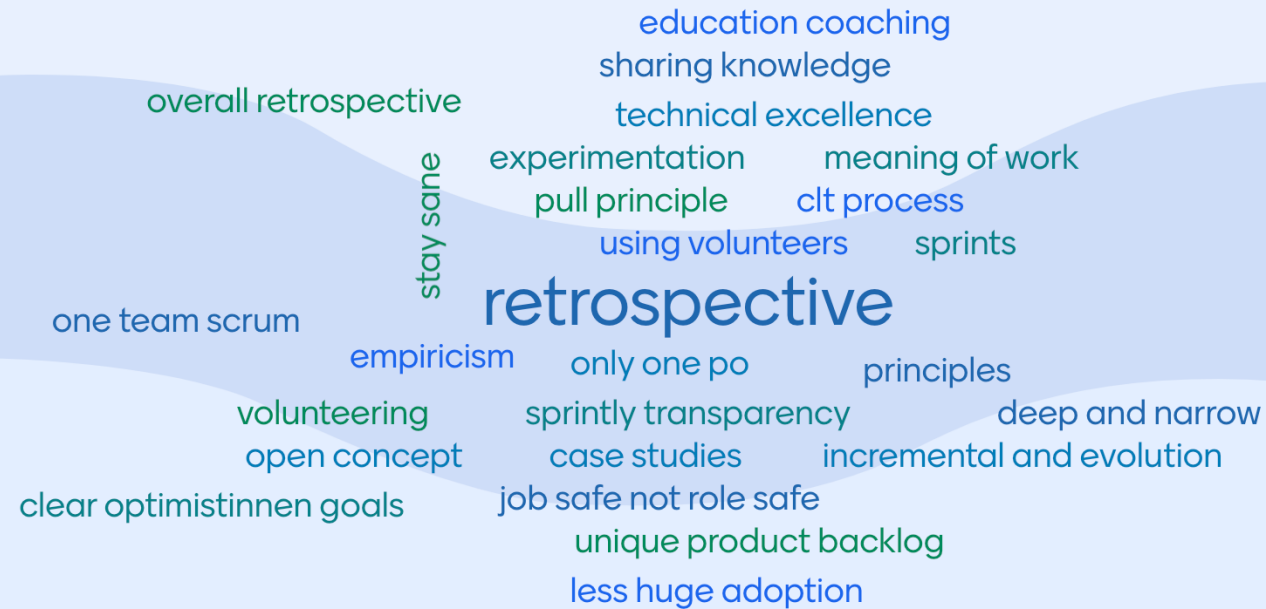 education coaching
sharing knowledge
overall retrospective
technical excellence
experimentation
meaning of work
stay sane
pull principle
clt process
using volunteers
sprints
retrospective
one team scrum
empiricism
only one po
principles
volunteering
sprintly transparency
deep and narrow
open concept
case studies
incremental and evolution
clear optimistinnen goals
job safe not role safe
unique product backlog
less huge adoption